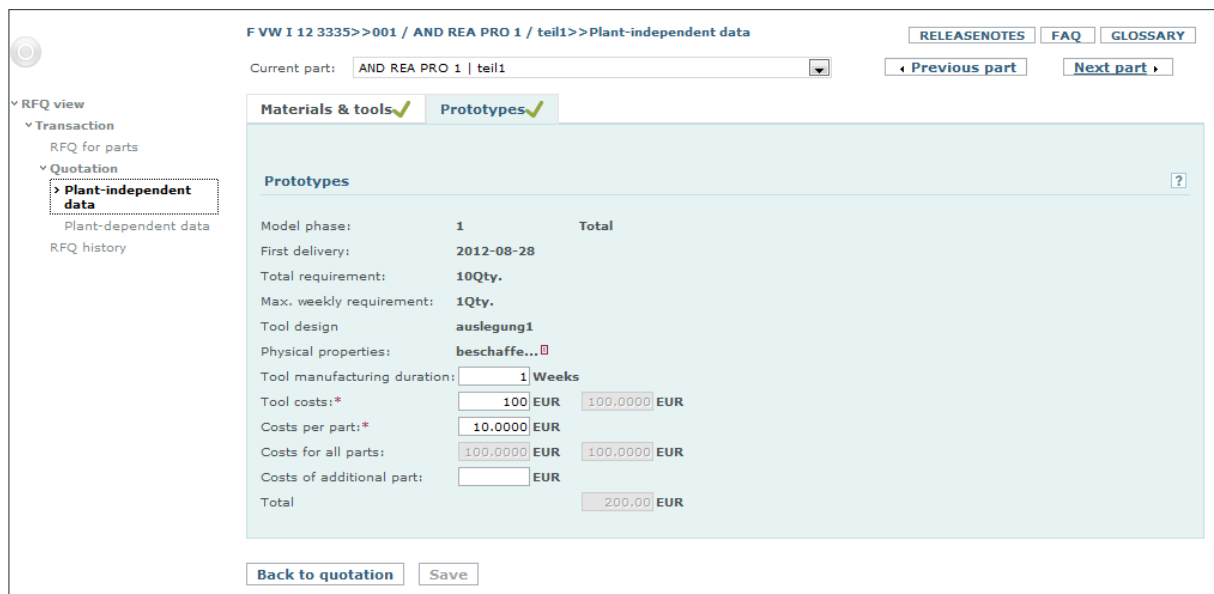 F VW I 12 3335>>001 / AND REA PRO 1 / teil1>>Plant-independent data
RELEASENOTES FAQ GLOSSARY
Current part: AND REA PRO 1 | teil1 Previous part Next part
RFQ view
Transaction
RFQ for parts
Quotation
Plant-independent
data
Plant-dependent data
RFQ history
Materials & tools Prototypes
Prototypes ?
Model phase: 1 Total
First delivery: 2012-08-28
Total requirement: 10Qty.
Max. weekly requirement: 1Qty.
Tool design auslegung1
Physical properties: beschaffe...
Tool manufacturing duration: 1 Weeks
Tool costs:* 100 EUR 100.0000 EUR
Costs per part:* 10.0000 EUR
Costs for all parts: 100.0000 EUR 100.0000 EUR
Costs of additional part: EUR
Total 200.00 EUR
Back to quotation Save